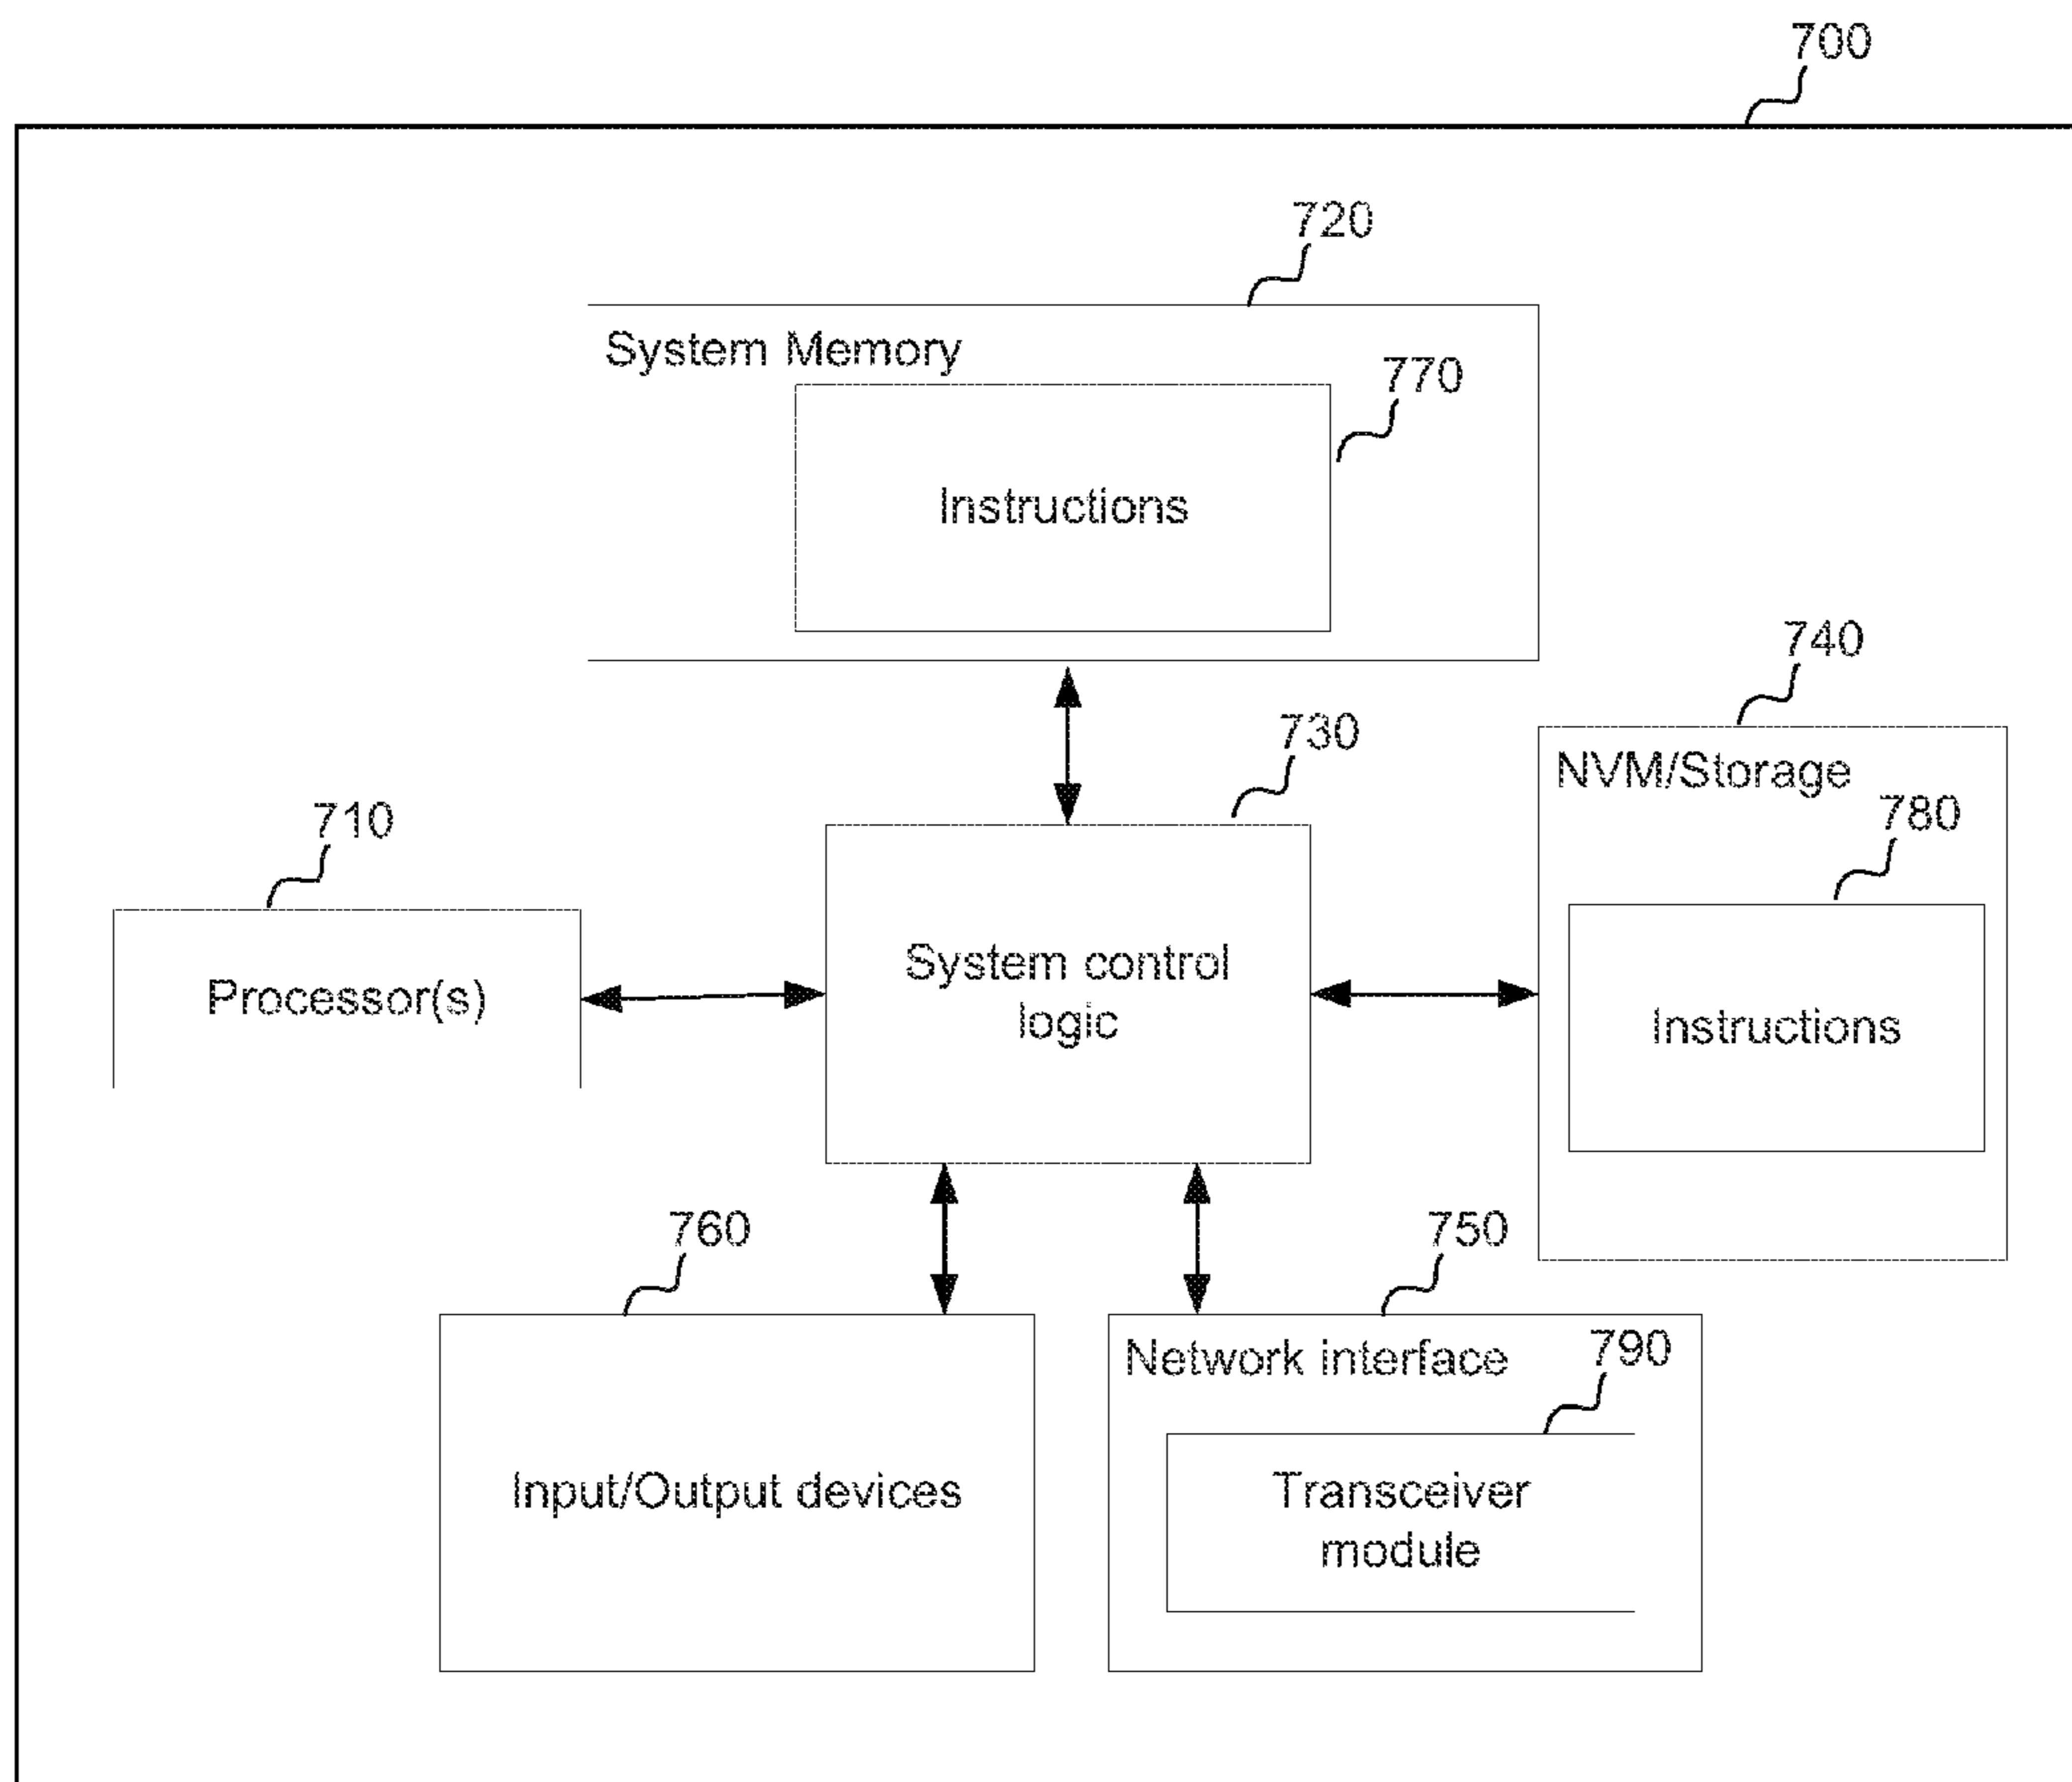 700
720
System Memory
770
Instructions
740
730
NVM/Storage
710
780
System control
logic
Processor(s)
Instructions
760
750
Network interface
790
Input/Output devices
Transceiver
module